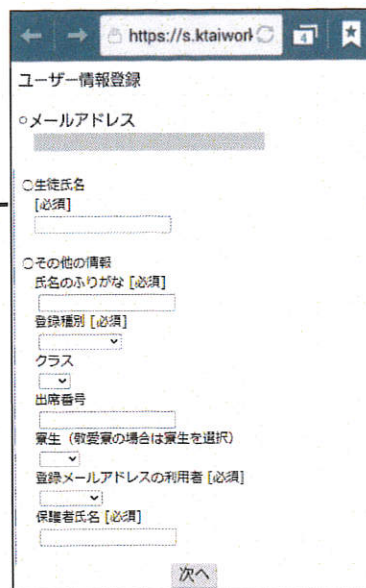 https://s.ktaiwork
4
ユーザー情報登録
○メールアドレス
○生徒氏名
[必須]
○その他の情報
氏名のふりがな [必須]
登録種別 [必須]
クラス
出席番号
寮生（敬愛寮の場合は寮生を選択）
登録メールアドレスの利用者 [必須]
保護者氏名 [必須]
次へ